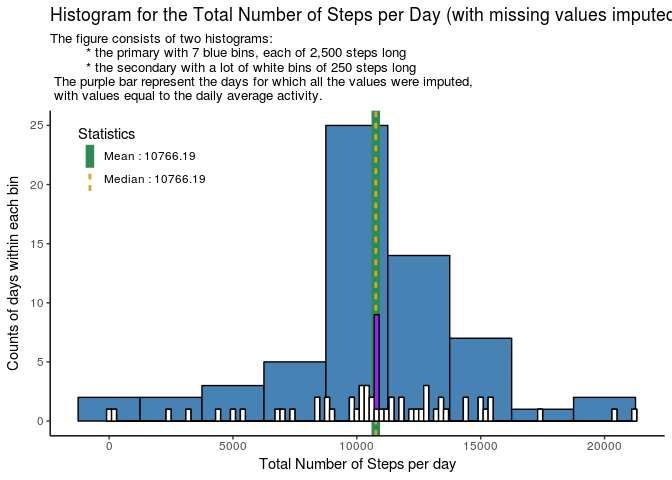 Histogram for the Total Number of Steps per Day (with missing values imputed
The figure consists of two histograms:
* the primary with 7 blue bins, each of 2,500 steps long
* the secondary with a lot of white bins of 250 steps long
The purple bar represent the days for which all the values were imputed,
with values equal to the daily average activity.
Statistics
Mean : 10766.19
Median : 10766.19
Counts of days within each bin
25
20
15
10
5
0
0 5000 10000 15000 20000
Total Number of Steps per day